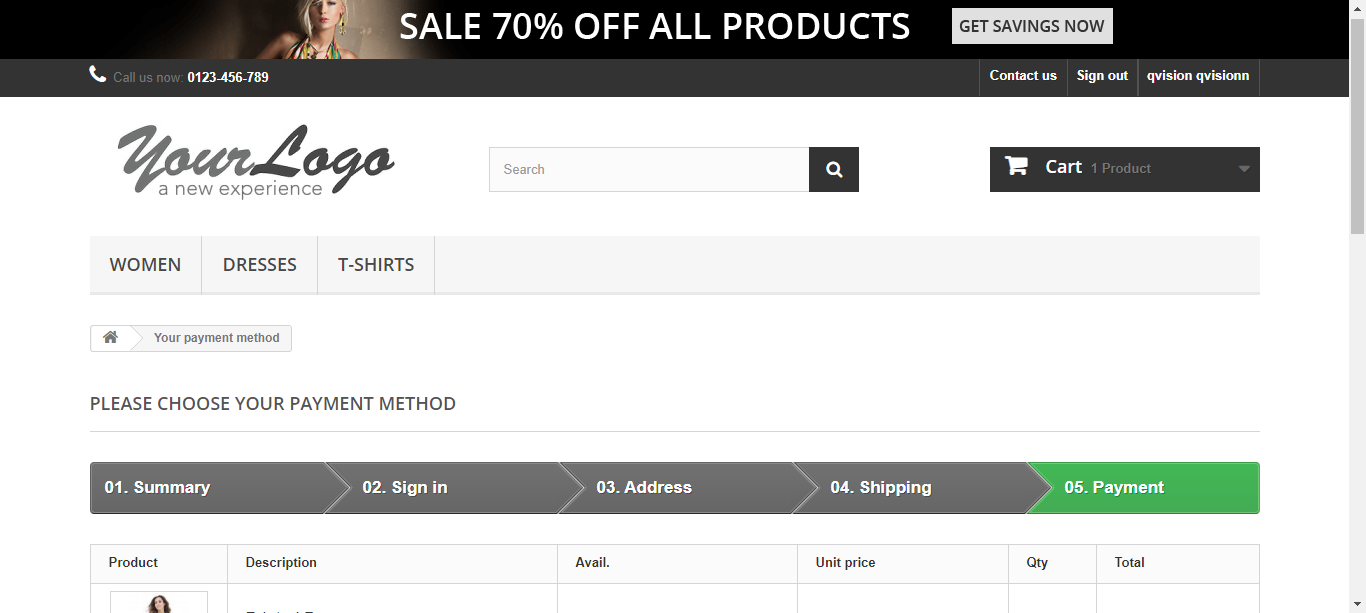 SALE 70% OFF ALL PRODUCTS GET SAVINGS NOW
Call us now: 0123-456-789 Contact us Sign out qvision qvisionn
Your Logo
a new experience
Search
Cart 1 Product
WOMEN DRESSES T-SHIRTS
Your payment method
PLEASE CHOOSE YOUR PAYMENT METHOD
01. Summary 02. Sign in 03. Address 04. Shipping 05. Payment
Product Description Avail. Unit price Qty Total